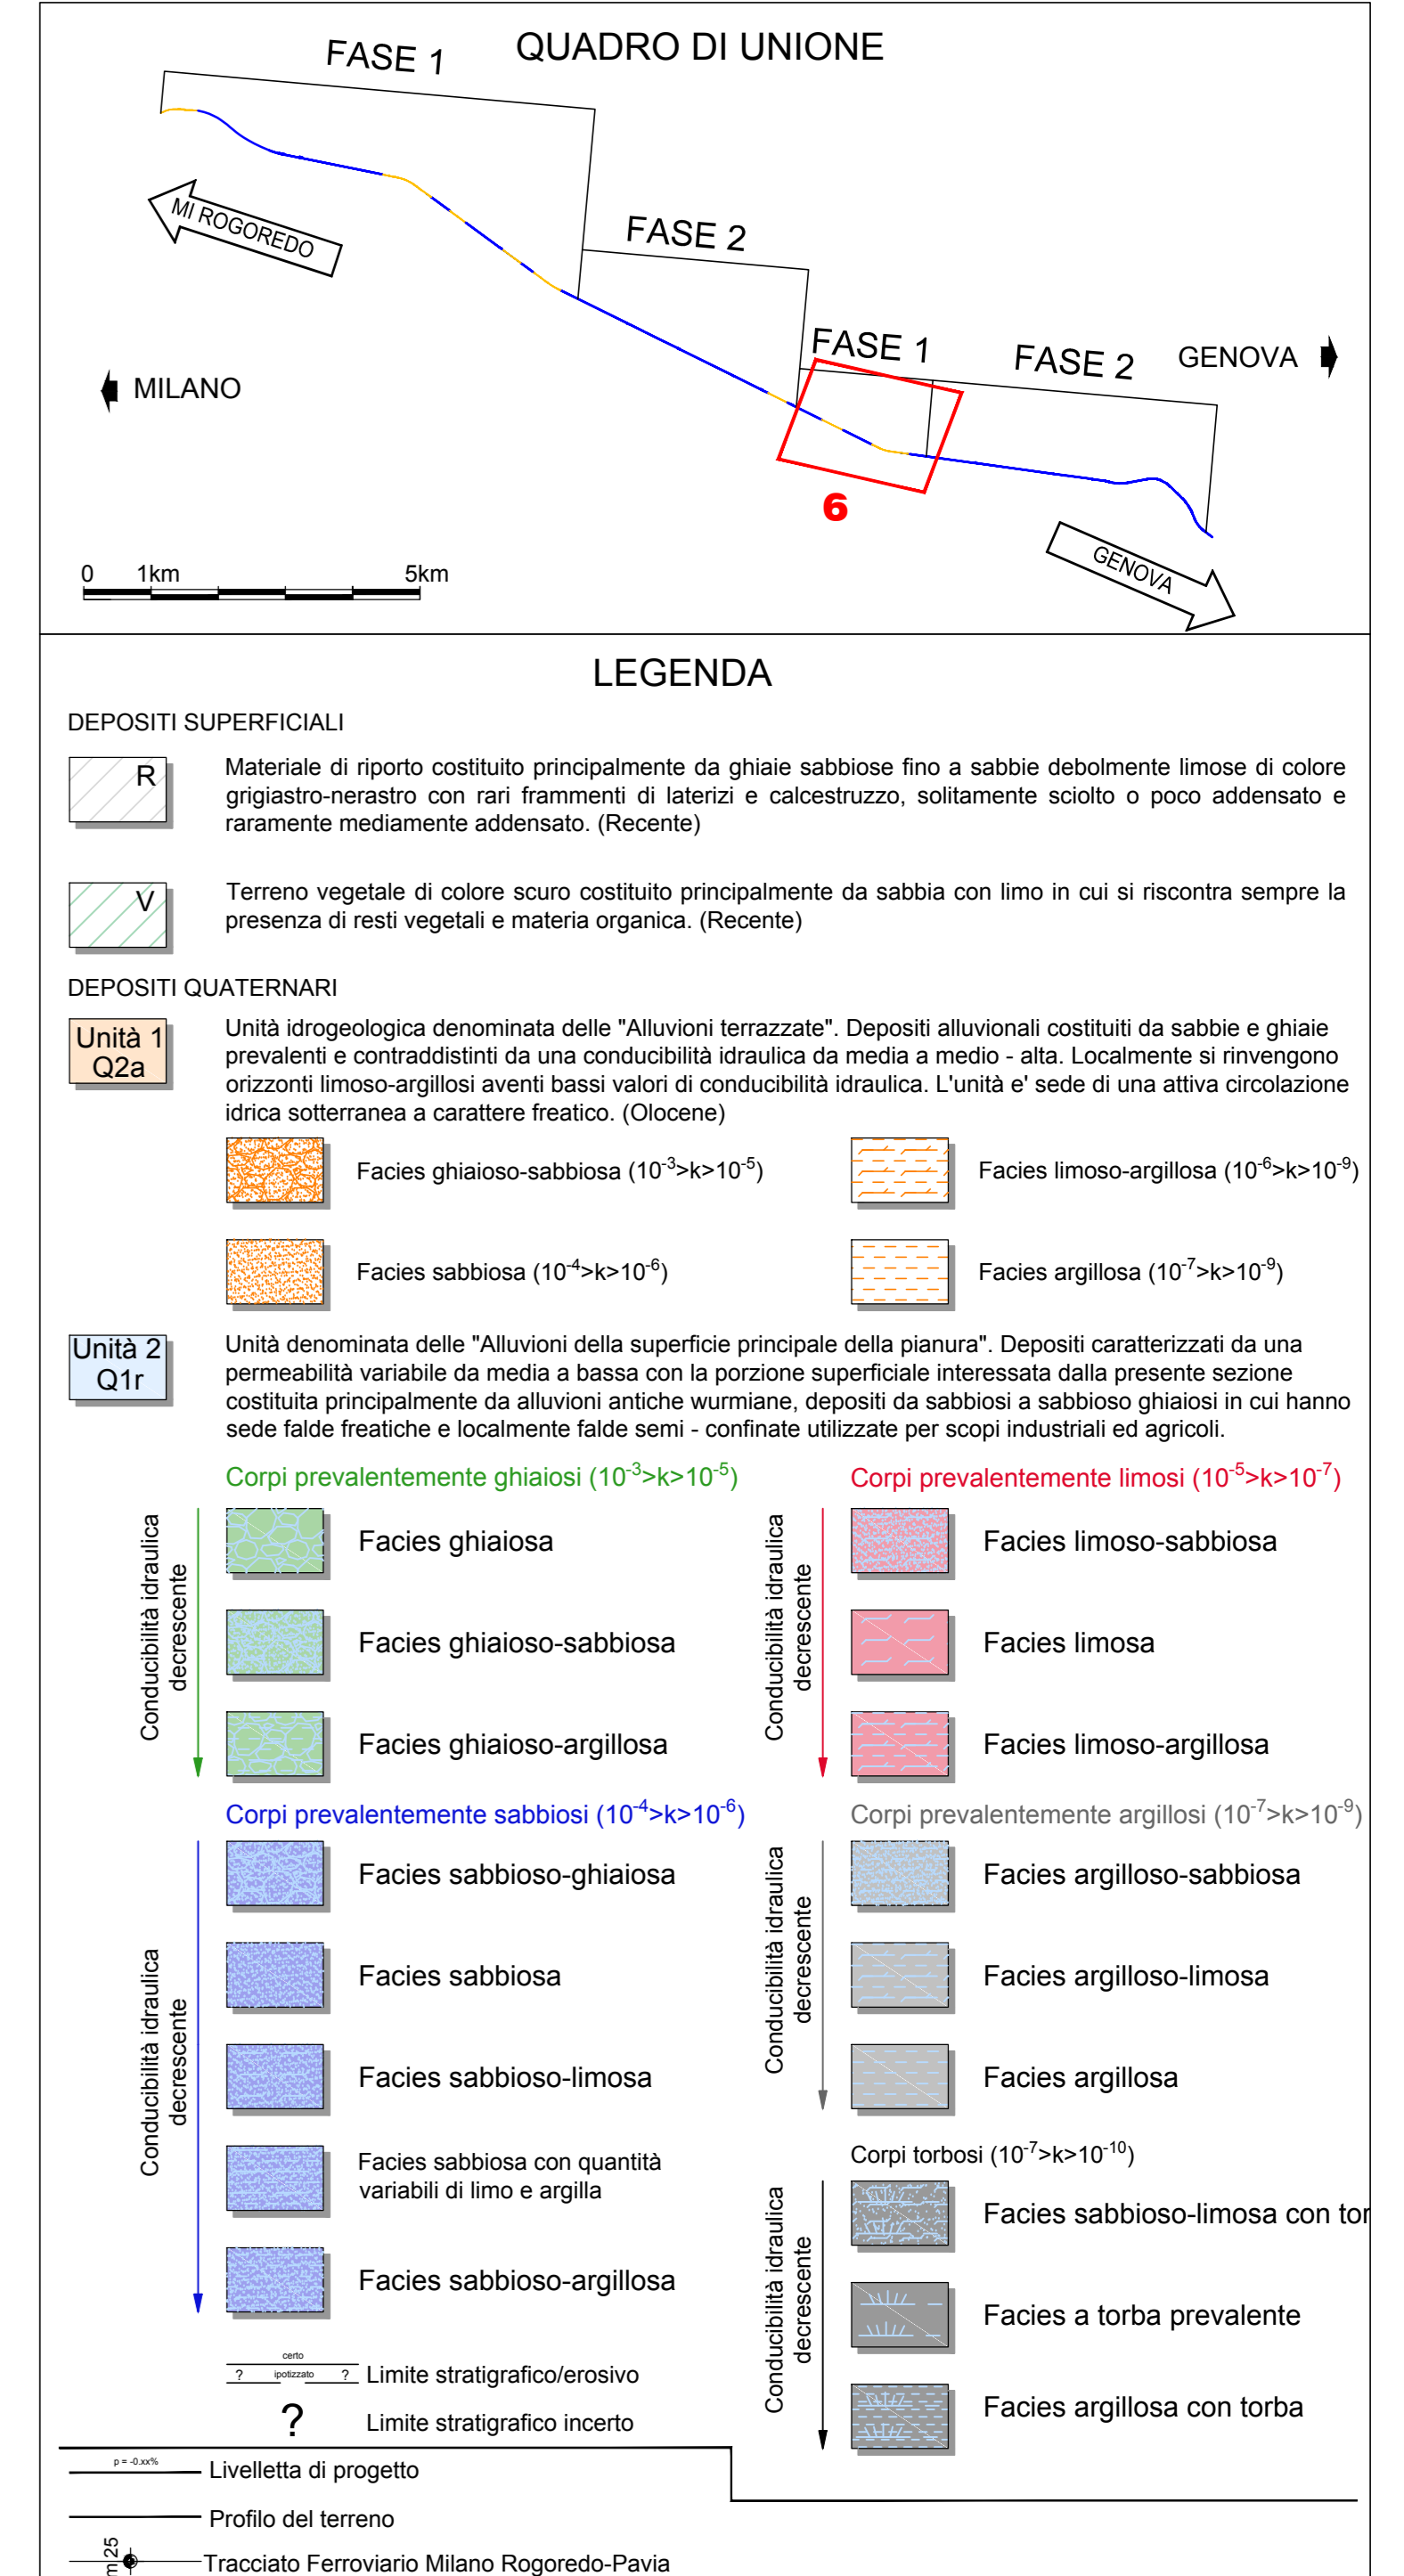 QUADRO DI UNIONE
FASE 1
MI ROGOREDO
FASE 2
FASE 1
FASE 2
GENOVA
MILANO
6
GENOVA
0 1km 5km
LEGENDA
DEPOSITI SUPERFICIALI
R
Materiale di riporto costituito principalmente da ghiaie sabbiose fino a sabbie debolmente limose di colore
grigiastro-nerastro con rari frammenti di laterizi e calcestruzzo, solitamente sciolto o poco addensato e
raramente mediamente addensato. (Recente)
V
Terreno vegetale di colore scuro costituito principalmente da sabbia con limo in cui si riscontra sempre la
presenza di resti vegetali e materia organica. (Recente)
DEPOSITI QUATERNARI
Unità 1
Q2a
Unità idrogeologica denominata delle "Alluvioni terrazzate". Depositi alluvionali costituiti da sabbie e ghiaie
prevalenti e contraddistinti da una conducibilità idraulica da media a medio - alta. Localmente si rinvengono
orizzonti limoso-argillosi aventi bassi valori di conducibilità idraulica. L'unità e' sede di una attiva circolazione
idrica sotterranea a carattere freatico. (Olocene)
Facies ghiaioso-sabbiosa (10⁻³>k>10⁻⁵)
Facies limoso-argillosa (10⁻⁶>k>10⁻⁹)
Facies sabbiosa (10⁻⁴>k>10⁻⁶)
Facies argillosa (10⁻⁷>k>10⁻⁹)
Unità 2
Q1r
Unità denominata delle "Alluvioni della superficie principale della pianura". Depositi caratterizzati da una
permeabilità variabile da media a bassa con la porzione superficiale interessata dalla presente sezione
costituita principalmente da alluvioni antiche wurmiane, depositi da sabbiosi a sabbioso ghiaiosi in cui hanno
sede falde freatiche e localmente falde semi - confinate utilizzate per scopi industriali ed agricoli.
Corpi prevalentemente ghiaiosi (10⁻³>k>10⁻⁵)
Conducibilità idraulica
decrescente
Facies ghiaiosa
Facies ghiaioso-sabbiosa
Facies ghiaioso-argillosa
Corpi prevalentemente limosi (10⁻⁵>k>10⁻⁷)
Conducibilità idraulica
decrescente
Facies limoso-sabbiosa
Facies limosa
Facies limoso-argillosa
Corpi prevalentemente sabbiosi (10⁻⁴>k>10⁻⁶)
Conducibilità idraulica
decrescente
Facies sabbioso-ghiaiosa
Facies sabbiosa
Facies sabbioso-limosa
Facies sabbiosa con quantità
variabili di limo e argilla
Facies sabbioso-argillosa
Corpi prevalentemente argillosi (10⁻⁷>k>10⁻⁹)
Conducibilità idraulica
decrescente
Facies argilloso-sabbiosa
Facies argilloso-limosa
Facies argillosa
Corpi torbosi (10⁻⁷>k>10⁻¹⁰)
Conducibilità idraulica
decrescente
Facies sabbioso-limosa con tor
Facies a torba prevalente
Facies argillosa con torba
certo
? ipotizzato ? Limite stratigrafico/erosivo
? Limite stratigrafico incerto
p = -0.xx%
Livelletta di progetto
Profilo del terreno
m 25
Tracciato Ferroviario Milano Rogoredo-Pavia